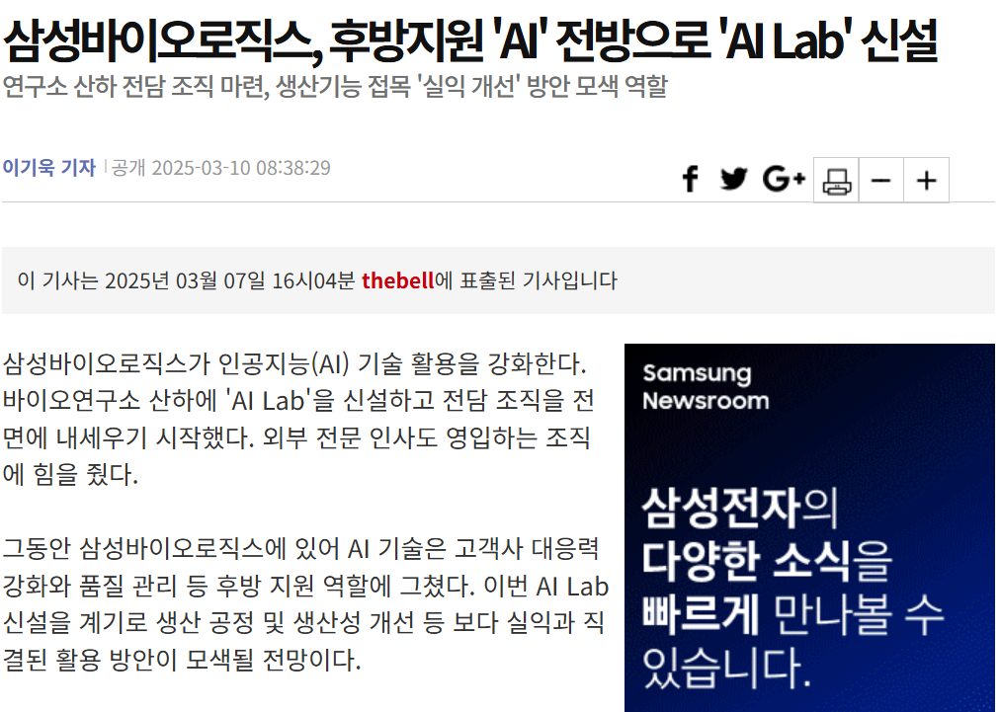 삼성바이오로직스, 후방지원 'AI' 전방으로 'AI Lab' 신설
연구소 산하 전담 조직 마련, 생산기능 접목 '실익 개선' 방안 모색 역할
이기욱 기자 | 공개 2025-03-10 08:38:29
f G+ − +
이 기사는 2025년 03월 07일 16시04분 thebell에 표출된 기사입니다
삼성바이오로직스가 인공지능(AI) 기술 활용을 강화한다.
바이오연구소 산하에 'AI Lab'을 신설하고 전담 조직을 전
면에 내세우기 시작했다. 외부 전문 인사도 영입하는 조직
에 힘을 줬다.
그동안 삼성바이오로직스에 있어 AI 기술은 고객사 대응력
강화와 품질 관리 등 후방 지원 역할에 그쳤다. 이번 AI Lab
신설을 계기로 생산 공정 및 생산성 개선 등 보다 실익과 직
결된 활용 방안이 모색될 전망이다.
Samsung
Newsroom
삼성전자의
다양한 소식을
빠르게 만나볼 수
있습니다.